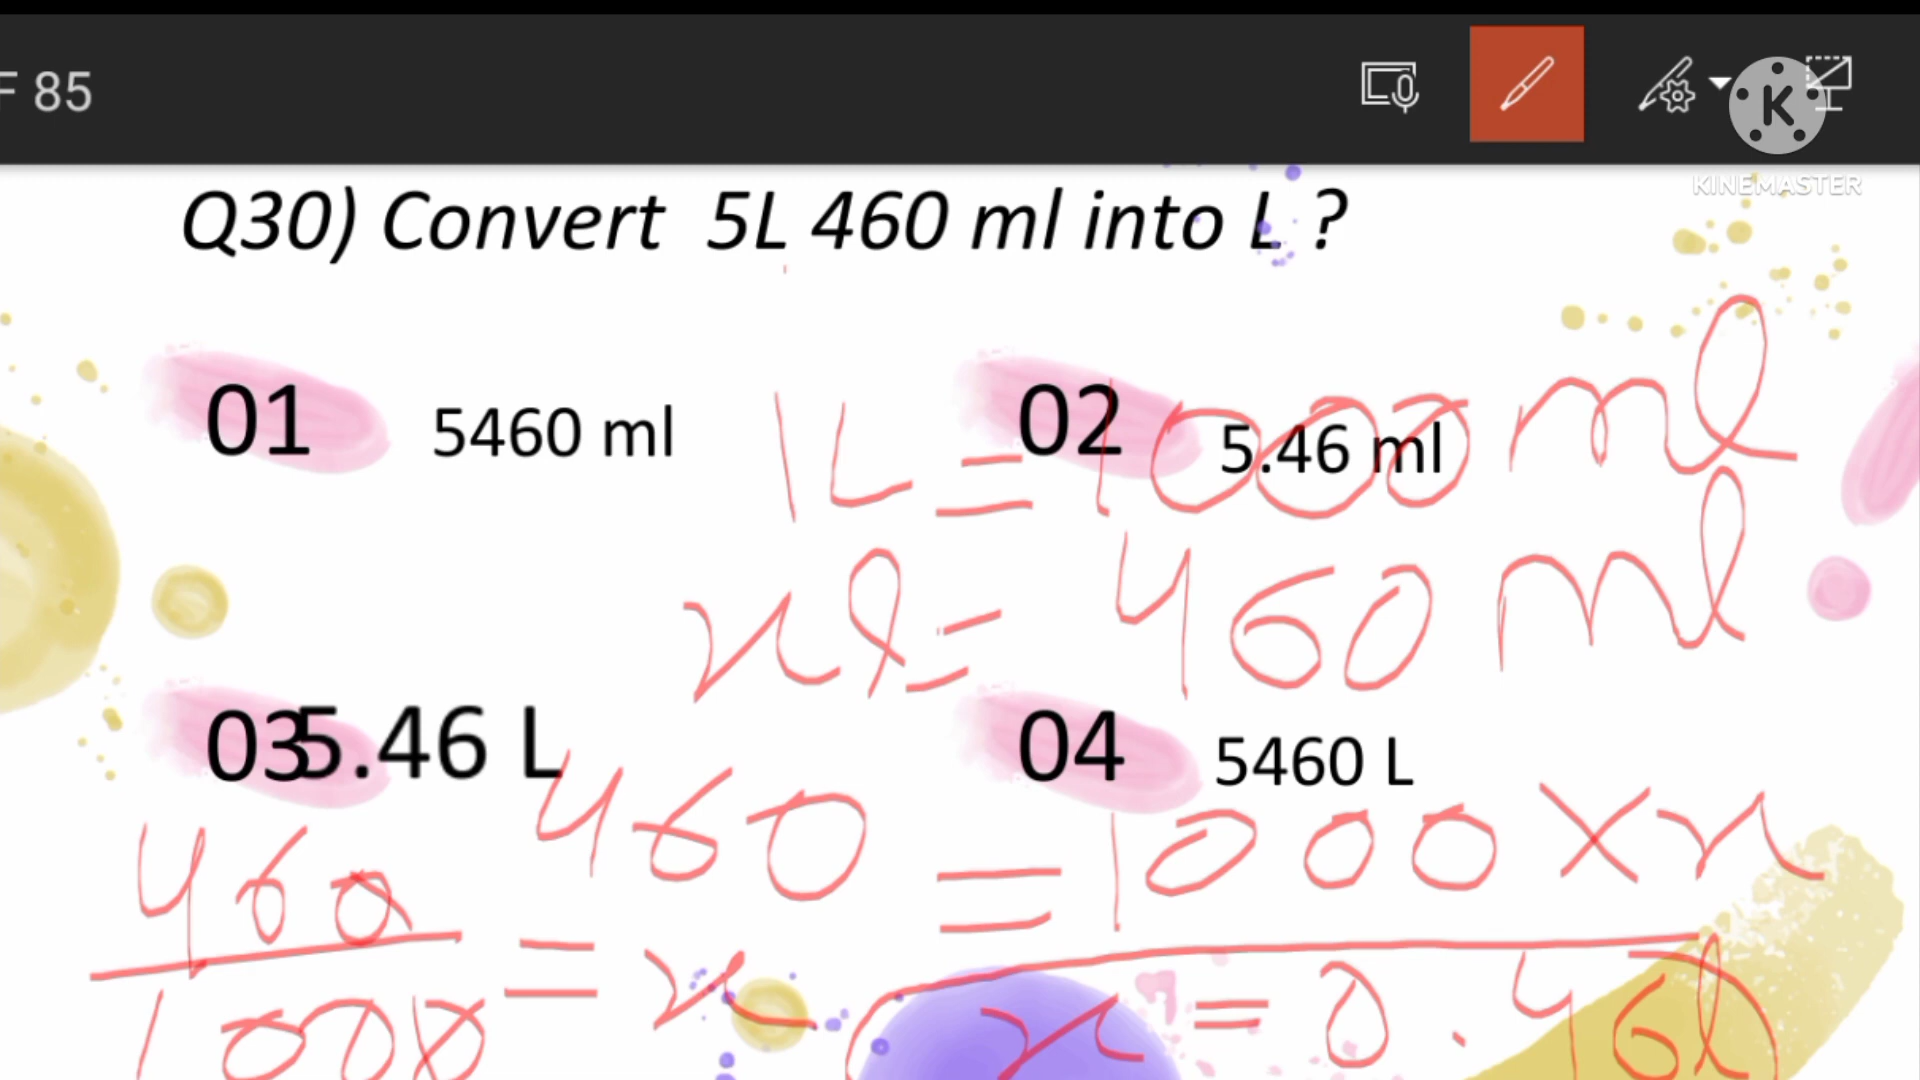 F 85
KINEMASTER
Q30) Convert 5L 460 ml into L ?
01 5460 ml
02 5.46 ml
1L = 1000 ml
xl = 460 ml
03 5.46 L
04 5460 L
460 = 1000 × x
460
1000
= x
x = 0.46l